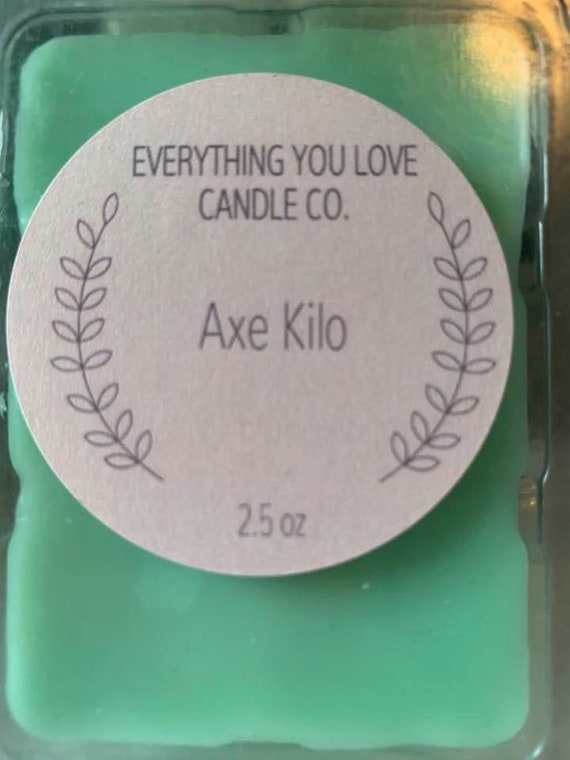 EVERYTHING YOU LOVE
CANDLE CO.
Axe Kilo
2.5 oz